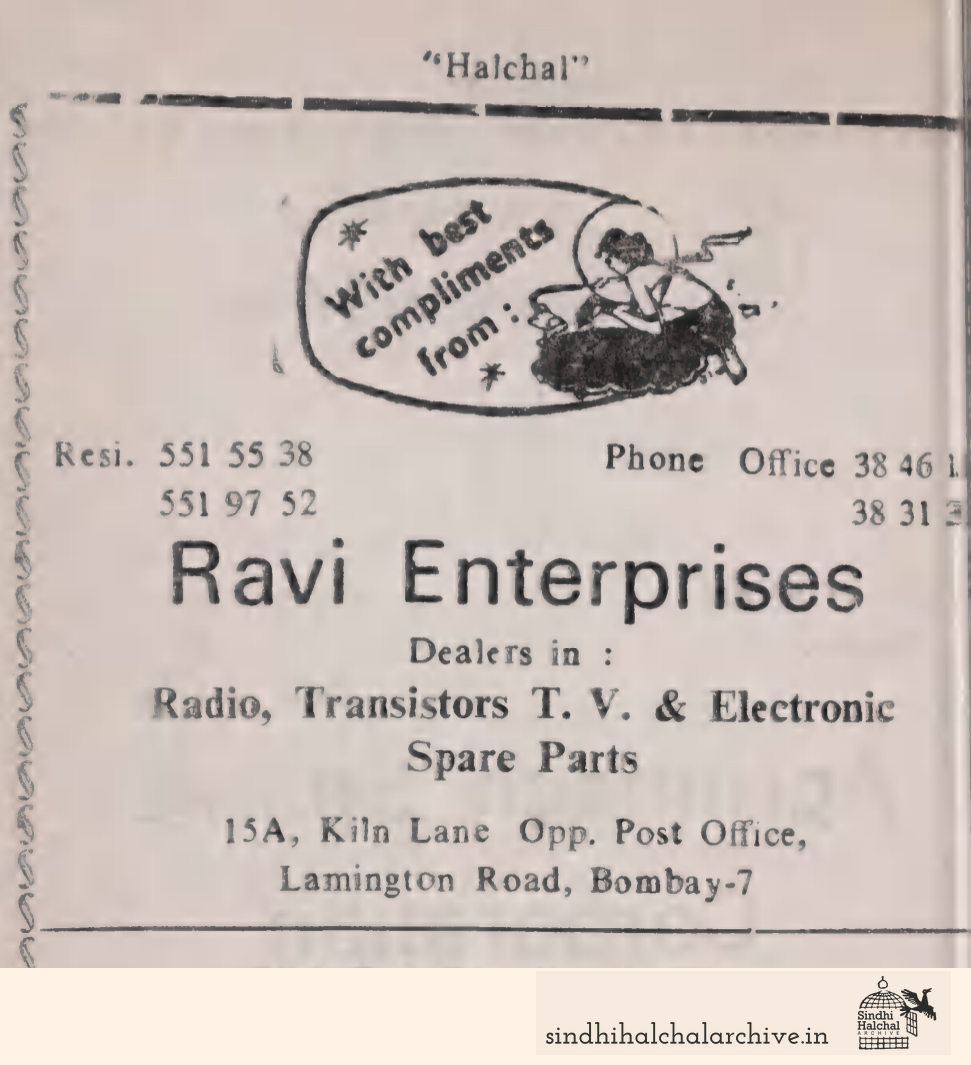 "Halchal"
With best
compliments
from :
Resi. 551 55 38
Phone Office 38 46
551 97 52
38 31
Ravi Enterprises
Dealers in :
Radio, Transistors T. V. & Electronic
Spare Parts
15A, Kiln Lane Opp. Post Office,
Lamington Road, Bombay-7
sindhihalchalarchive.in
Sindhi
Halchal
ARCHIVE